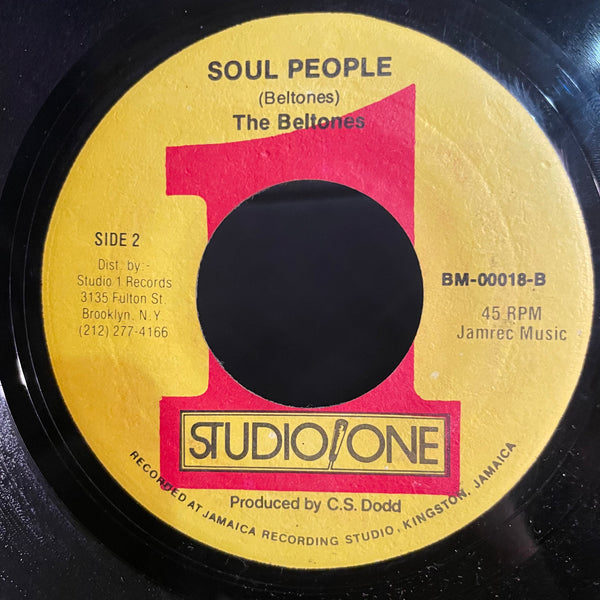 SOUL PEOPLE
(Beltones)
The Beltones
SIDE 2
Dist. by:-
Studio 1 Records
3135 Fulton St.
Brooklyn, N.Y.
(212) 277-4166
BM-00018-B
45 RPM
Jamrec Music
1
STUDIO ONE
Produced by C.S. Dodd
RECORDED AT JAMAICA RECORDING STUDIO, KINGSTON, JAMAICA